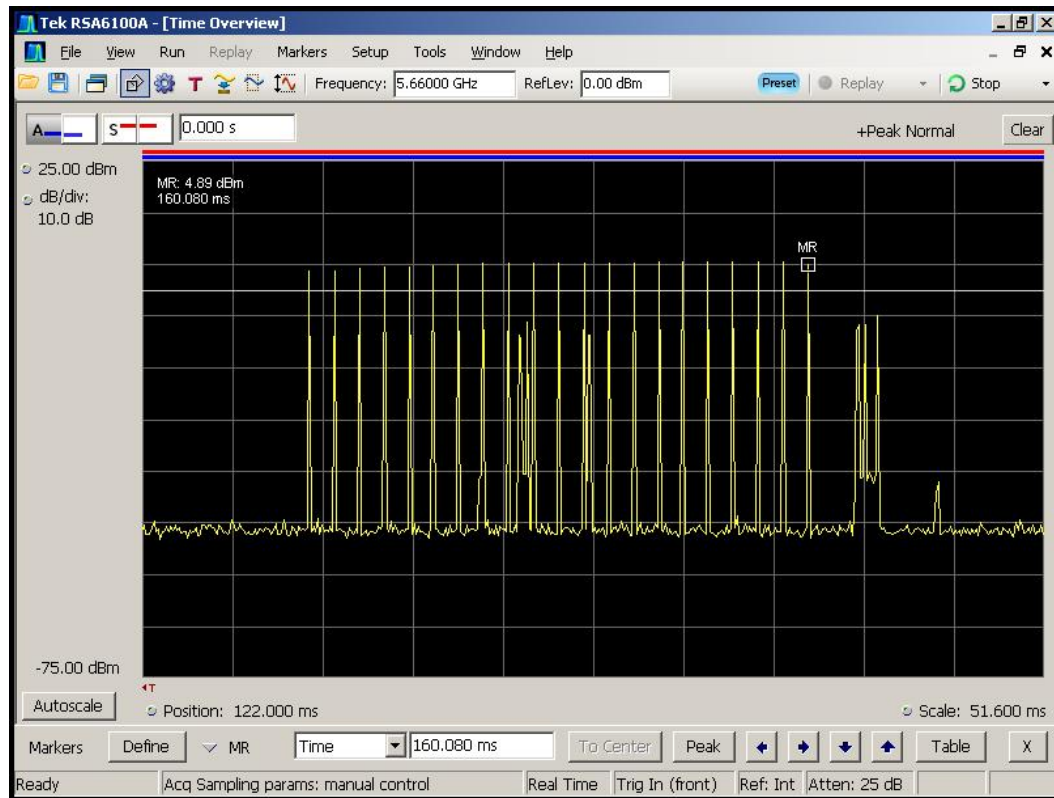 Tek RSA6100A - [Time Overview]
File View Run Replay Markers Setup Tools Window Help
T Frequency: 5.66000 GHz RefLev: 0.00 dBm Preset Replay Stop
A S 0.000 s +Peak Normal Clear
25.00 dBm
dB/div:
10.0 dB
MR: 4.89 dBm
160.080 ms
MR
-75.00 dBm
T
Autoscale Position: 122.000 ms Scale: 51.600 ms
Markers Define MR Time 160.080 ms To Center Peak Table X
Ready Acq Sampling params: manual control Real Time Trig In (front) Ref: Int Atten: 25 dB